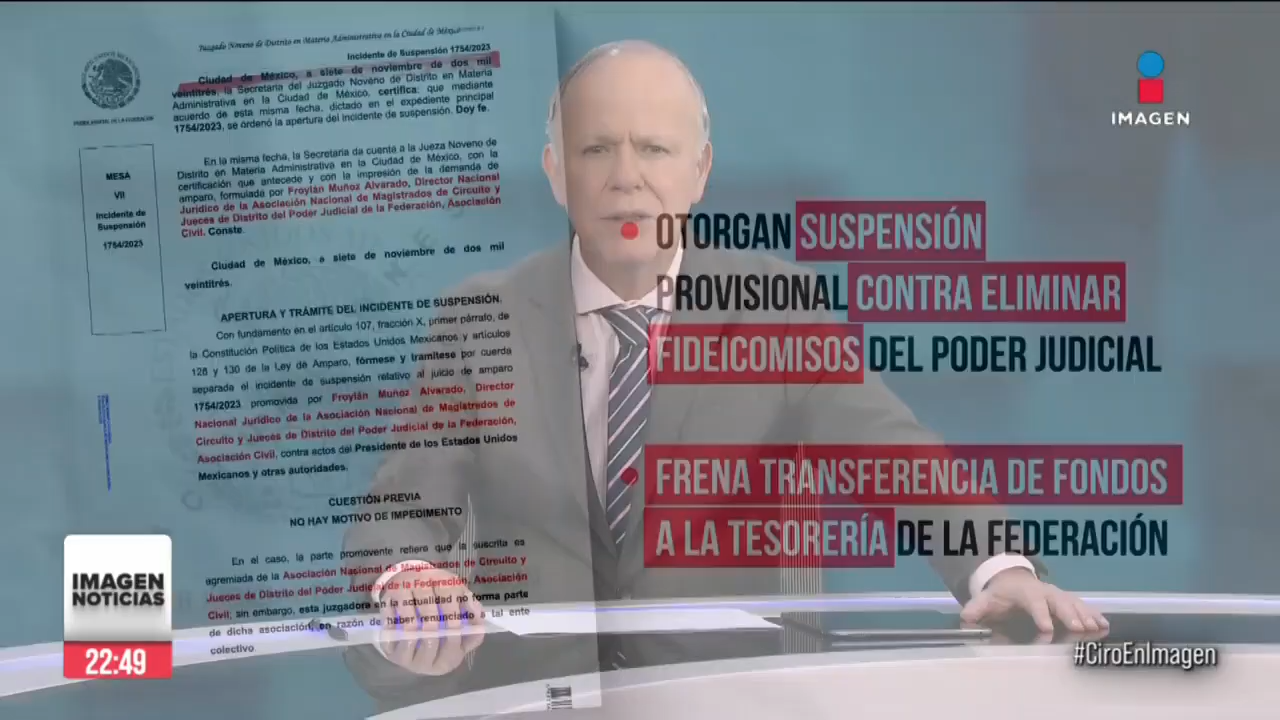 Juzgado Noveno de Distrito en Materia Administrativa en la Ciudad de México
Incidente de Suspensión 1754/2023
Ciudad de México, a siete de noviembre de dos mil
veintitrés, la Secretaria del Juzgado Noveno de Distrito en Materia
Administrativa en la Ciudad de México, certifica: que mediante
acuerdo de esta misma fecha, dictado en el expediente principal
1754/2023, se ordenó la apertura del incidente de suspensión. Doy fe.
PODER JUDICIAL DE LA FEDERACIÓN
MESA
VII
Incidente de
Suspensión
1754/2023
En la misma fecha, la Secretaria da cuenta a la Jueza Noveno de
Distrito en Materia Administrativa en la Ciudad de México, con la
certificación que antecede y con la impresión de la demanda de
amparo, formulada por Froylán Muñoz Alvarado, Director Nacional
Jurídico de la Asociación Nacional de Magistrados de Circuito y
Jueces de Distrito del Poder Judicial de la Federación, Asociación
Civil. Conste.
Ciudad de México, a siete de noviembre de dos mil
veintitrés.
APERTURA Y TRÁMITE DEL INCIDENTE DE SUSPENSIÓN.
Con fundamento en el artículo 107, fracción X, primer párrafo, de
la Constitución Política de los Estados Unidos Mexicanos y artículos
128 y 130 de la Ley de Amparo, fórmese y tramítese por cuerda
separada el incidente de suspensión relativo al juicio de amparo
1754/2023 promovida por Froylán Muñoz Alvarado, Director
Nacional Jurídico de la Asociación Nacional de Magistrados de
Circuito y Jueces de Distrito del Poder Judicial de la Federación,
Asociación Civil, contra actos del Presidente de los Estados Unidos
Mexicanos y otras autoridades.
CUESTIÓN PREVIA
NO HAY MOTIVO DE IMPEDIMENTO
En el caso, la parte promovente refiere que la suscrita es
agremiada de la Asociación Nacional de Magistrados de Circuito y
Jueces de Distrito del Poder Judicial de la Federación, Asociación
Civil; sin embargo, esta juzgadora en la actualidad no forma parte
de dicha asociación, en razón de haber renunciado a tal ente
colectivo.
IMAGEN
OTORGAN SUSPENSIÓN
PROVISIONAL CONTRA ELIMINAR
FIDEICOMISOS DEL PODER JUDICIAL
FRENA TRANSFERENCIA DE FONDOS
A LA TESORERÍA DE LA FEDERACIÓN
IMAGEN
NOTICIAS
22:49
#CiroEnImagen